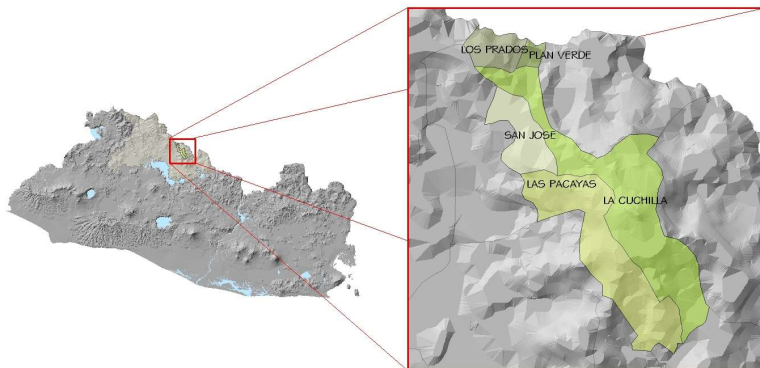 LOS PRADOS
PLAN VERDE
SAN JOSE
LAS PACAYAS
LA CUCHILLA